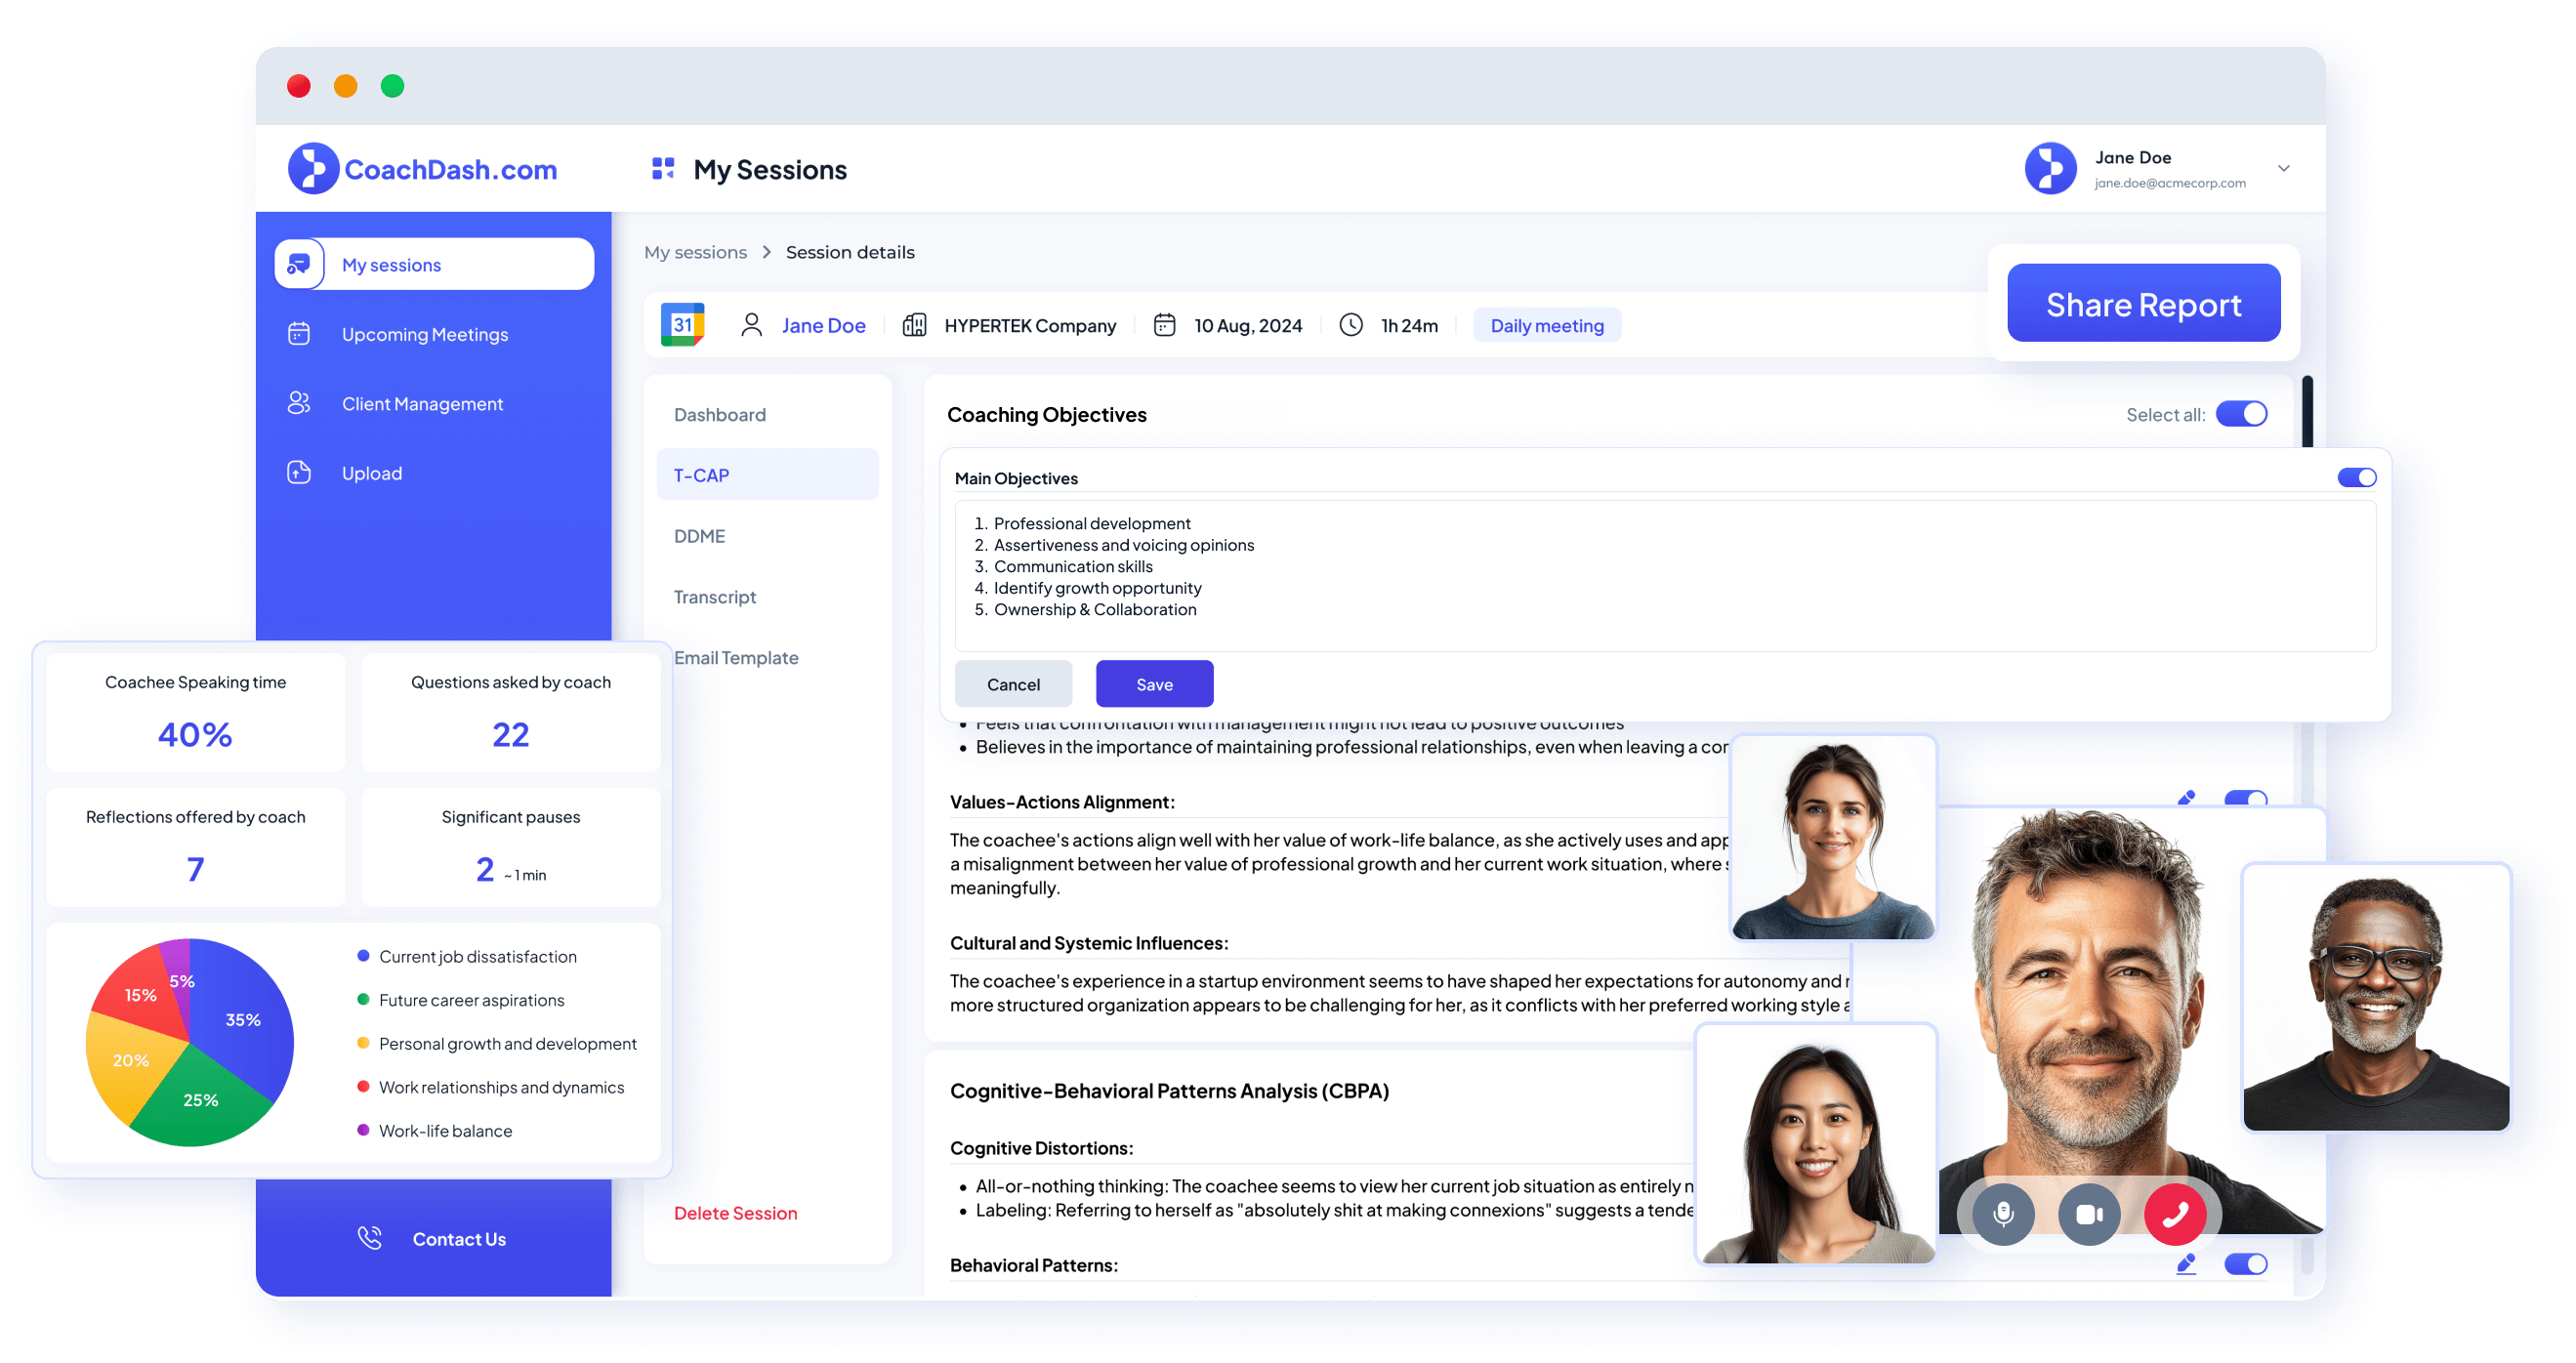 CoachDash.com
My Sessions
Jane Doe
jane.doe@acmecorp.com
My sessions
Upcoming Meetings
Client Management
Upload
My sessions > Session details
Share Report
31
Jane Doe
HYPERTEK Company
10 Aug, 2024
1h 24m
Daily meeting
Dashboard
T-CAP
DDME
Transcript
Email Template
Delete Session
Coaching Objectives
Select all:
Main Objectives
1. Professional development
2. Assertiveness and voicing opinions
3. Communication skills
4. Identify growth opportunity
5. Ownership & Collaboration
Cancel
Save
• Feels that confrontation with management might not lead to positive outcomes
• Believes in the importance of maintaining professional relationships, even when leaving a
Values-Actions Alignment:
The coachee's actions align well with her value of work-life balance, as she actively uses and
a misalignment between her value of professional growth and her current work situation, where
meaningfully.
Cultural and Systemic Influences:
The coachee's experience in a startup environment seems to have shaped her expectations for autonomy and
more structured organization appears to be challenging for her, as it conflicts with her preferred working style
Cognitive-Behavioral Patterns Analysis (CBPA)
Cognitive Distortions:
• All-or-nothing thinking: The coachee seems to view her current job situation as entirely
• Labeling: Referring to herself as "absolutely shit at making connexions" suggests a
Behavioral Patterns:
Coachee Speaking time
40%
Questions asked by coach
22
Reflections offered by coach
7
Significant pauses
2 ~ 1 min
5%
15%
35%
20%
25%
Current job dissatisfaction
Future career aspirations
Personal growth and development
Work relationships and dynamics
Work-life balance
Contact Us